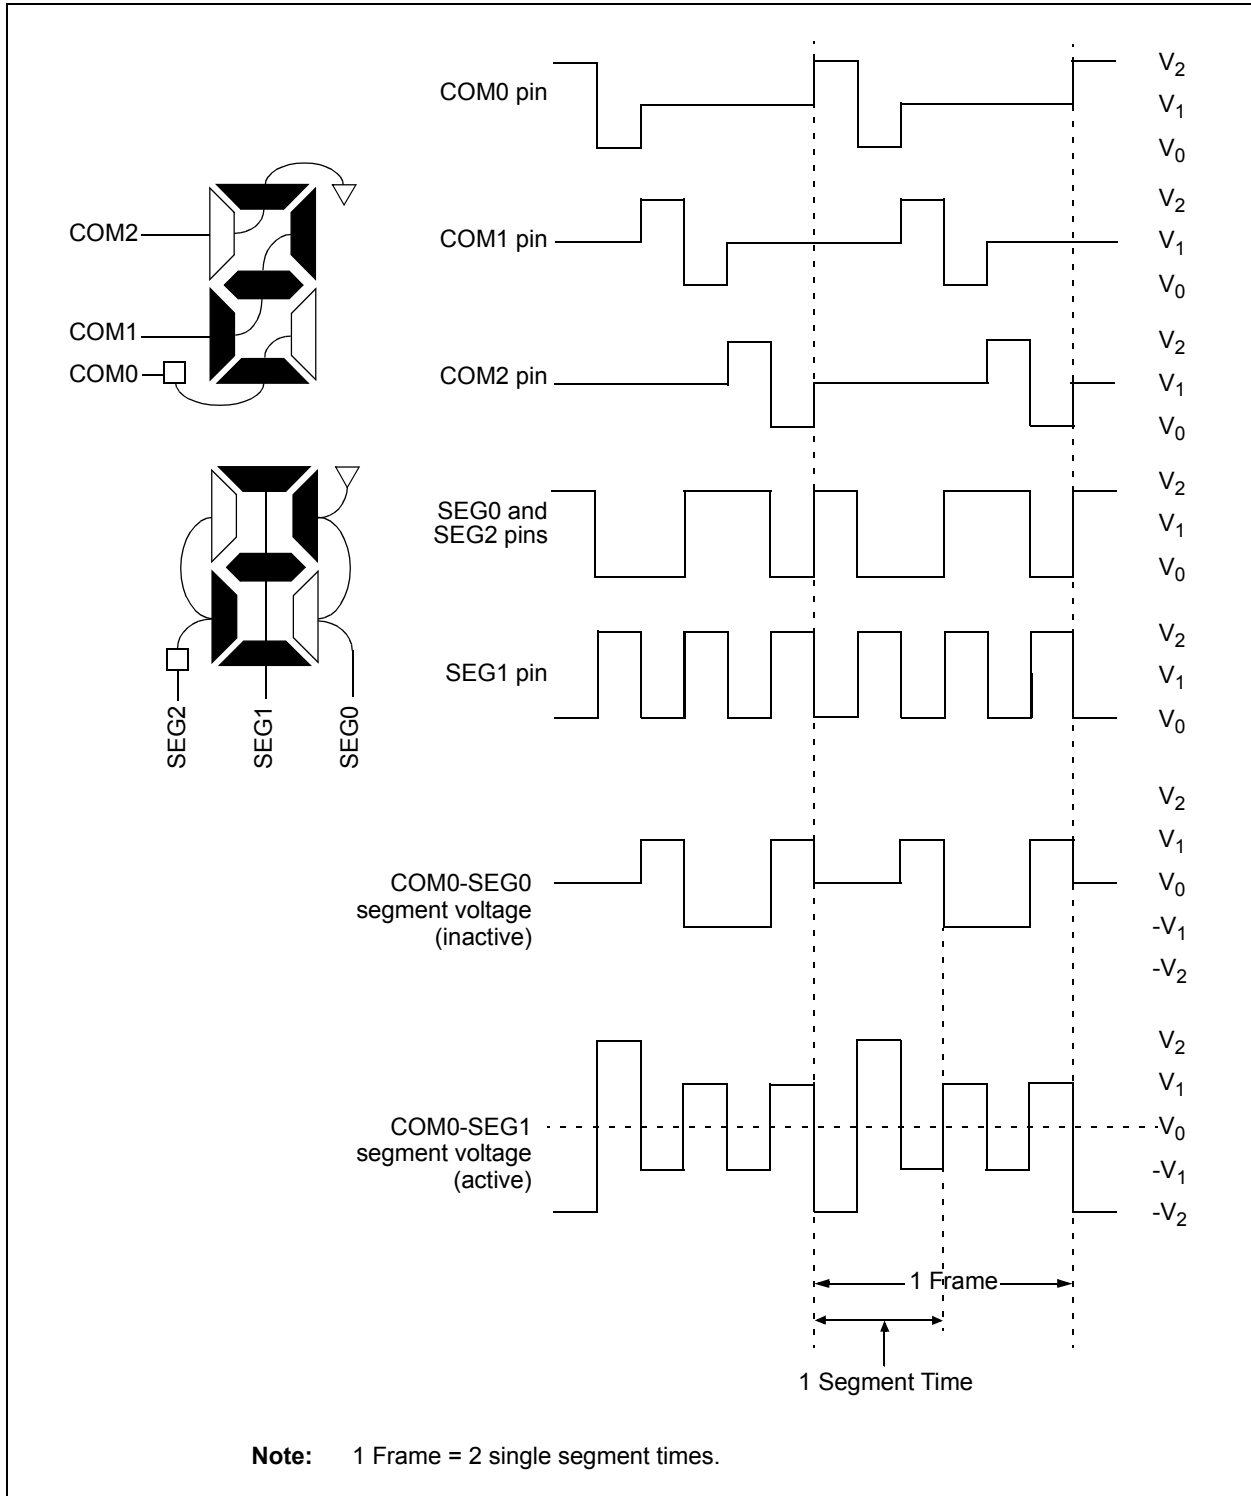 COM0 pin
V2
V1
V0
COM2
COM1
COM0
COM1 pin
V2
V1
V0
COM2 pin
V2
V1
V0
SEG0 and
SEG2 pins
V2
V1
V0
SEG1 pin
V2
V1
V0
SEG2
SEG1
SEG0
COM0-SEG0
segment voltage
(inactive)
V2
V1
V0
-V1
-V2
COM0-SEG1
segment voltage
(active)
V2
V1
V0
-V1
-V2
1 Frame
1 Segment Time
Note: 1 Frame = 2 single segment times.